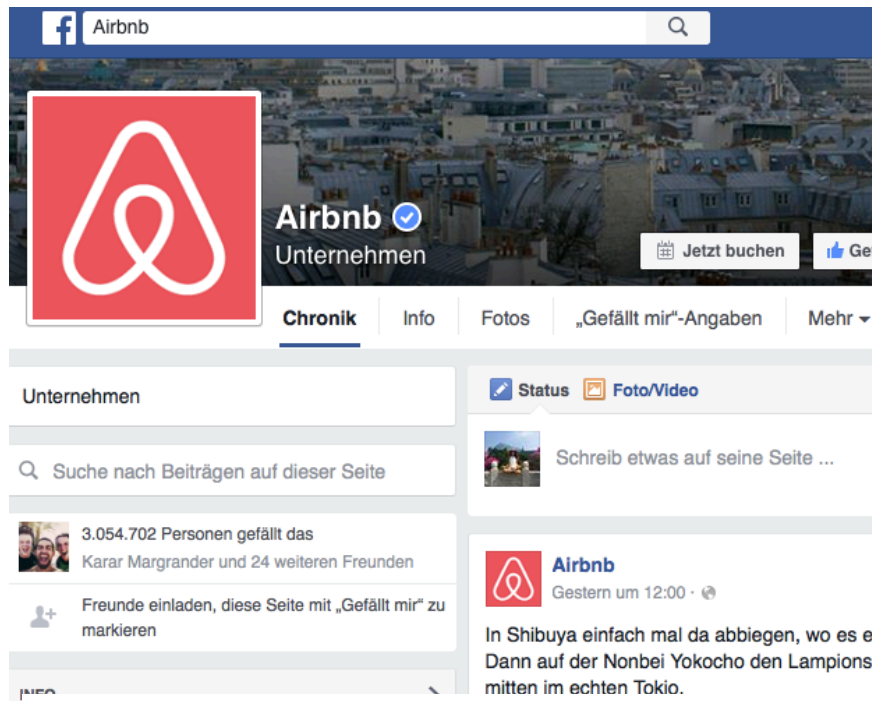 Airbnb
Airbnb
Unternehmen
Jetzt buchen
Chronik
Info
Fotos
„Gefällt mir“-Angaben
Mehr
Unternehmen
Status
Foto/Video
Suche nach Beiträgen auf dieser Seite
Schreib etwas auf seine Seite ...
3.054.702 Personen gefällt das
Karar Margrander und 24 weiteren Freunden
Freunde einladen, diese Seite mit „Gefällt mir“ zu
markieren
INFO
Airbnb
Gestern um 12:00 ·
In Shibuya einfach mal da abbiegen, wo es
Dann auf der Nonbei Yokocho den Lampions
mitten im echten Tokio.